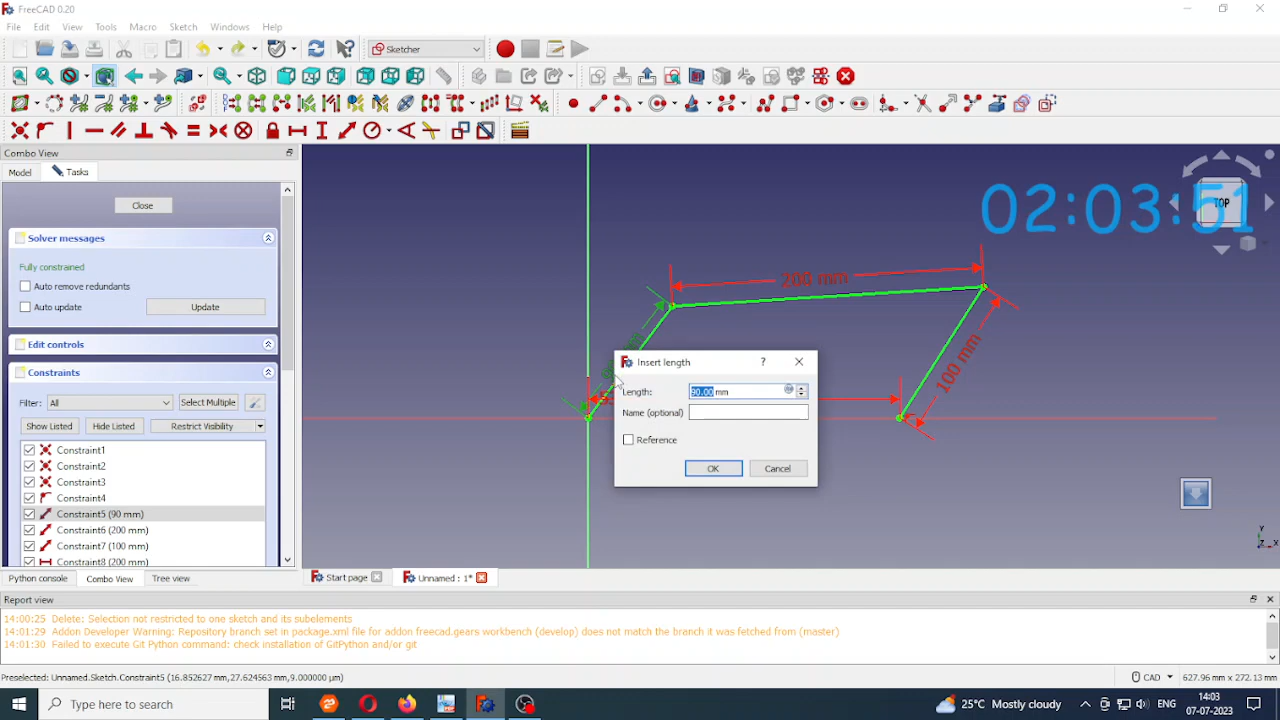 FreeCAD 0.20
File Edit View Tools Macro Sketch Windows Help
Sketcher
Combo View
Model Tasks
Close
Solver messages
Fully constrained
Auto remove redundants
Auto update Update
Edit controls
Constraints
Filter: All Select Multiple
Show Listed Hide Listed Restrict Visibility
Constraint1
Constraint2
Constraint3
Constraint4
Constraint5 (90 mm)
Constraint6 (200 mm)
Constraint7 (100 mm)
Constraint8 (200 mm)
Python console Combo View Tree view
02:03:51
TOP
200 mm
100 mm
Insert length ?
Length: 90.00 mm
Name (optional)
Reference
OK Cancel
Y
Z X
Start page Unnamed : 1*
Report view
14:00:25 Delete: Selection not restricted to one sketch and its subelements
14:01:29 Addon Developer Warning: Repository branch set in package.xml file for addon freecad.gears workbench (develop) does not match the branch it was fetched from (master)
14:01:30 Failed to execute Git Python command: check installation of GitPython and/or git
Preselected: Unnamed.Sketch.Constraint5 (16.852627 mm,27.624563 mm,9.000000 μm) CAD 627.96 mm x 272.13 mm
Type here to search 25°C Mostly cloudy ENG 14:03
07-07-2023